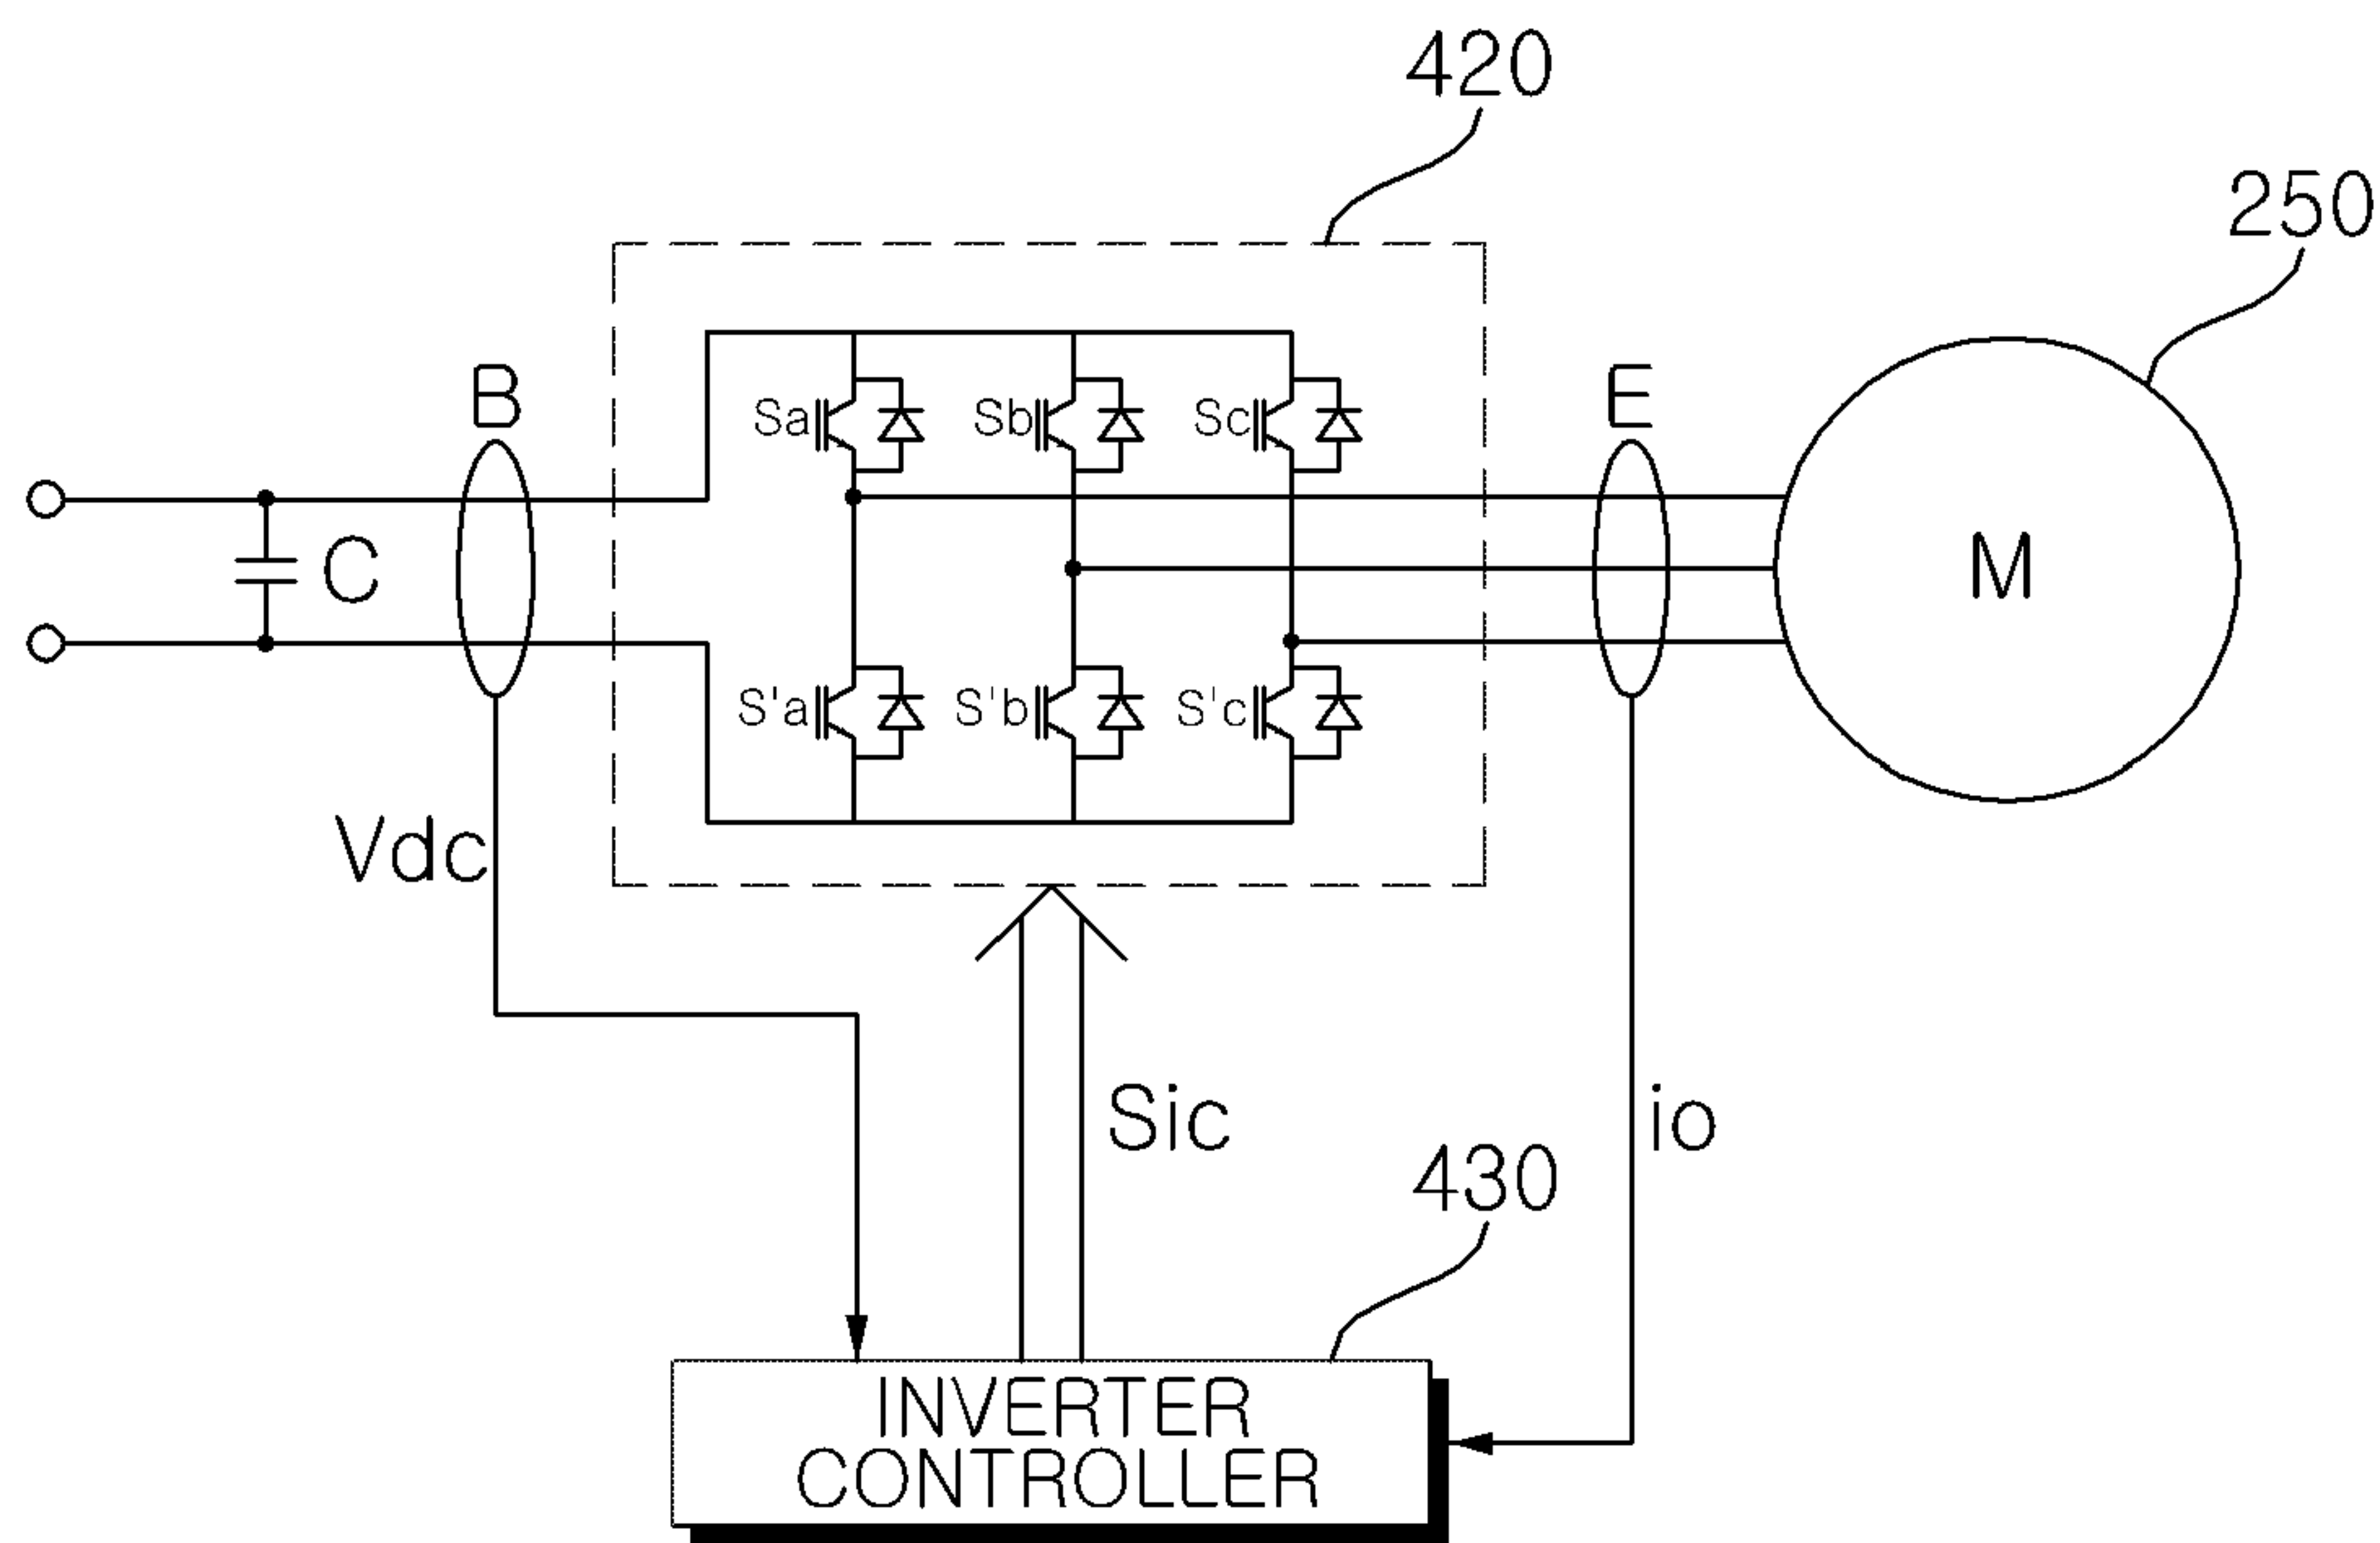 420
250
B
E
Sa
Sb
Sc
C
M
S'a
S'b
S'c
Vdc
Sic
io
430
INVERTER
CONTROLLER